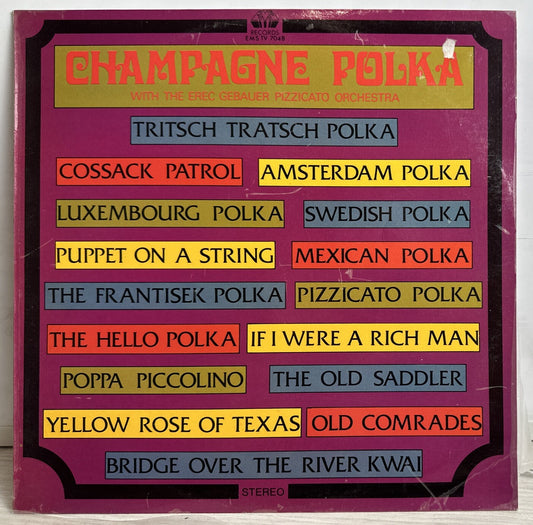 RECORDS
EMS TV 7048
CHAMPAGNE POLKA
WITH THE EREC GEBAUER PIZZICATO ORCHESTRA
TRITSCH TRATSCH POLKA
COSSACK PATROL AMSTERDAM POLKA
LUXEMBOURG POLKA SWEDISH POLKA
PUPPET ON A STRING MEXICAN POLKA
THE FRANTISEK POLKA PIZZICATO POLKA
THE HELLO POLKA IF I WERE A RICH MAN
POPPA PICCOLINO THE OLD SADDLER
YELLOW ROSE OF TEXAS OLD COMRADES
BRIDGE OVER THE RIVER KWAI
STEREO